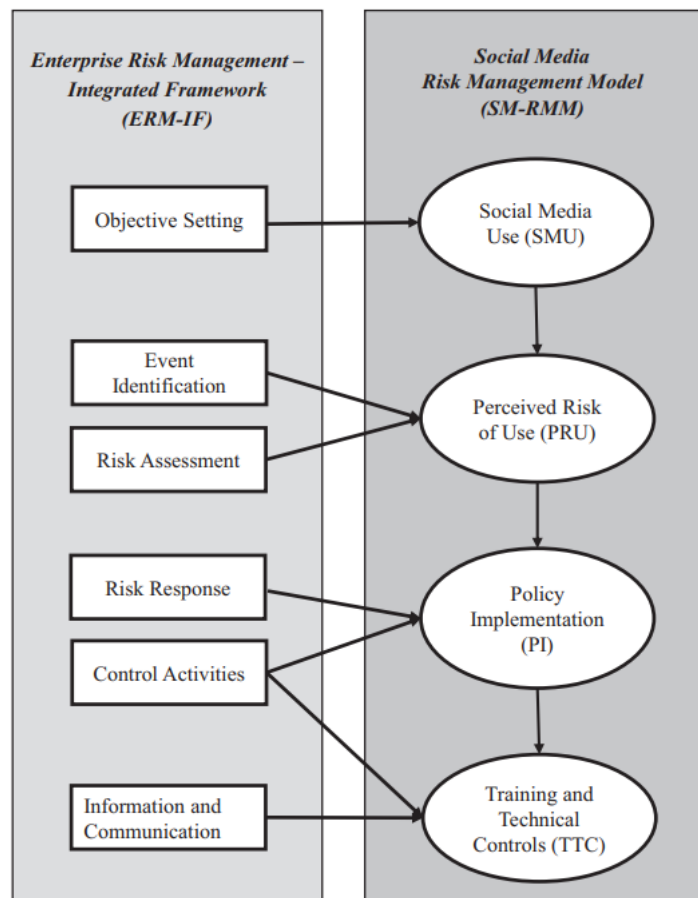 Enterprise Risk Management –
Integrated Framework
(ERM-IF)
Objective Setting
Event
Identification
Risk Assessment
Risk Response
Control Activities
Information and
Communication
Social Media
Risk Management Model
(SM-RMM)
Social Media
Use (SMU)
Perceived Risk
of Use (PRU)
Policy
Implementation
(PI)
Training and
Technical
Controls (TTC)